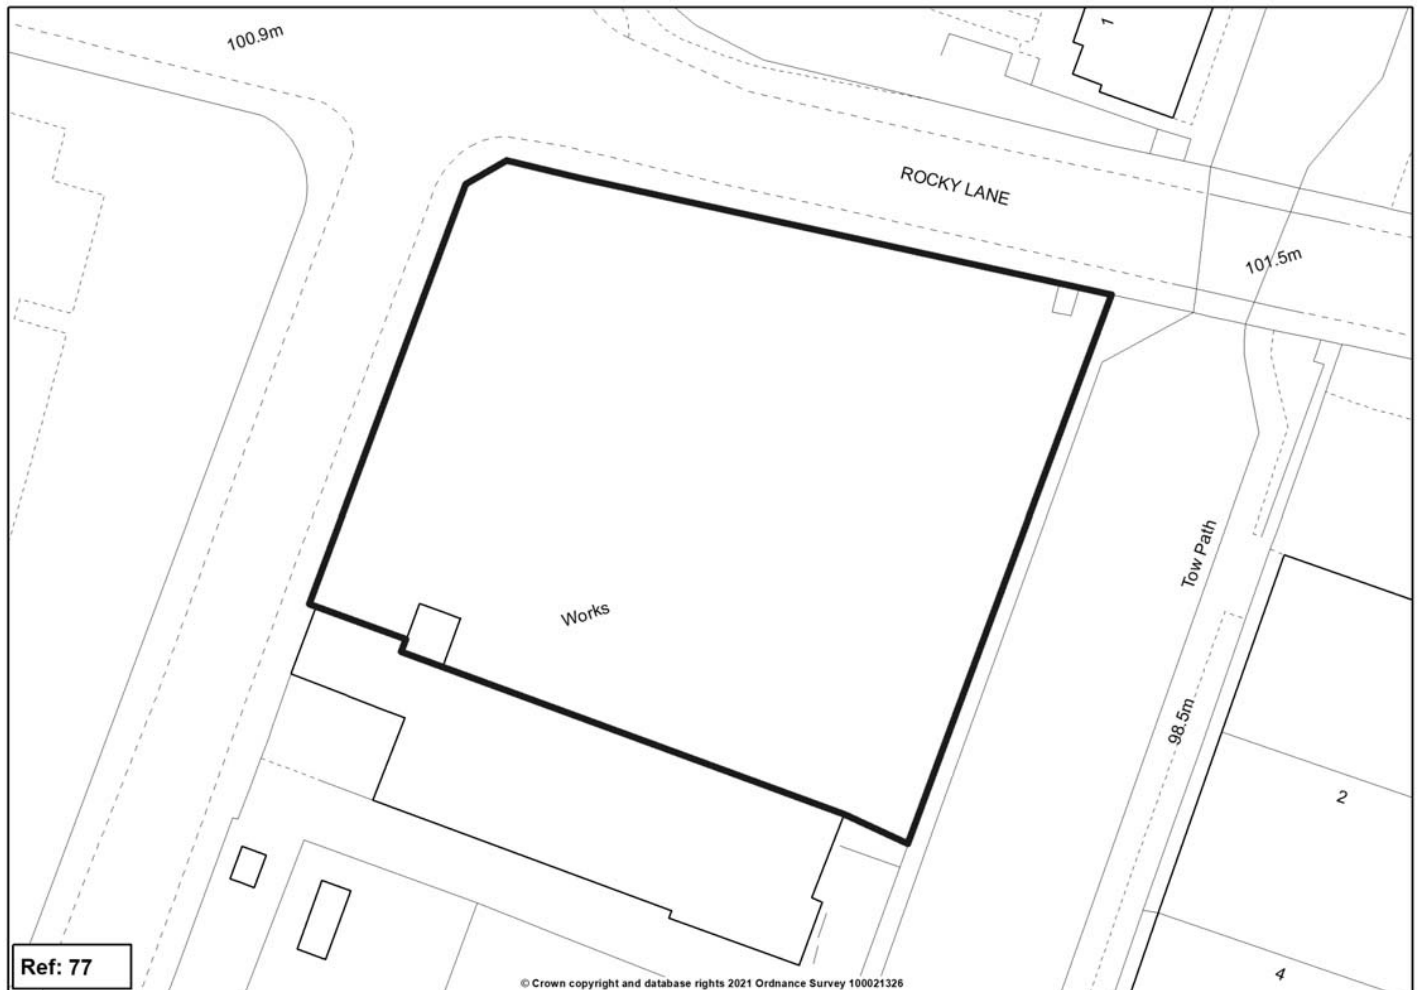 1
100.9m
ROCKY LANE
101.5m
Tow Path
Works
98.5m
2
4
Ref: 77
© Crown copyright and database rights 2021 Ordnance Survey 100021326